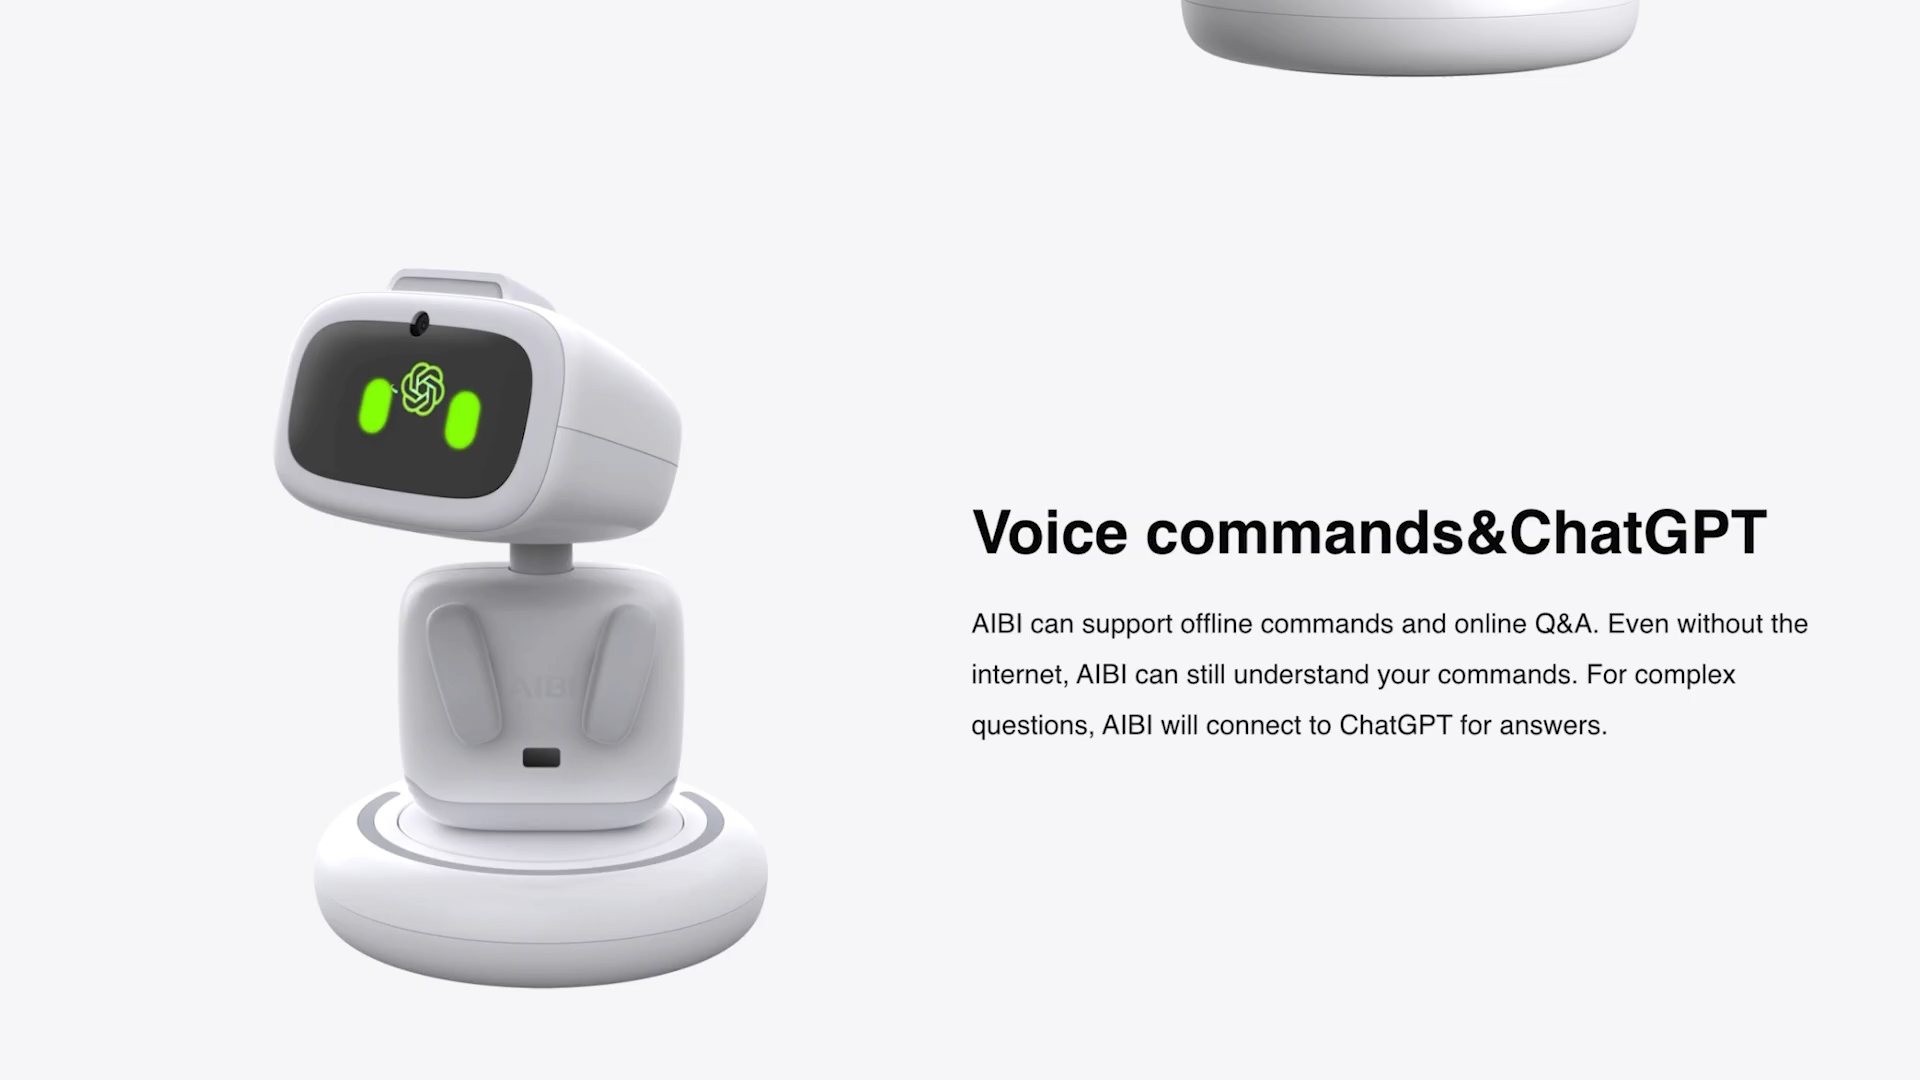 Voice commands&ChatGPT
AIBI can support offline commands and online Q&A. Even without the
internet, AIBI can still understand your commands. For complex
questions, AIBI will connect to ChatGPT for answers.
AIBI